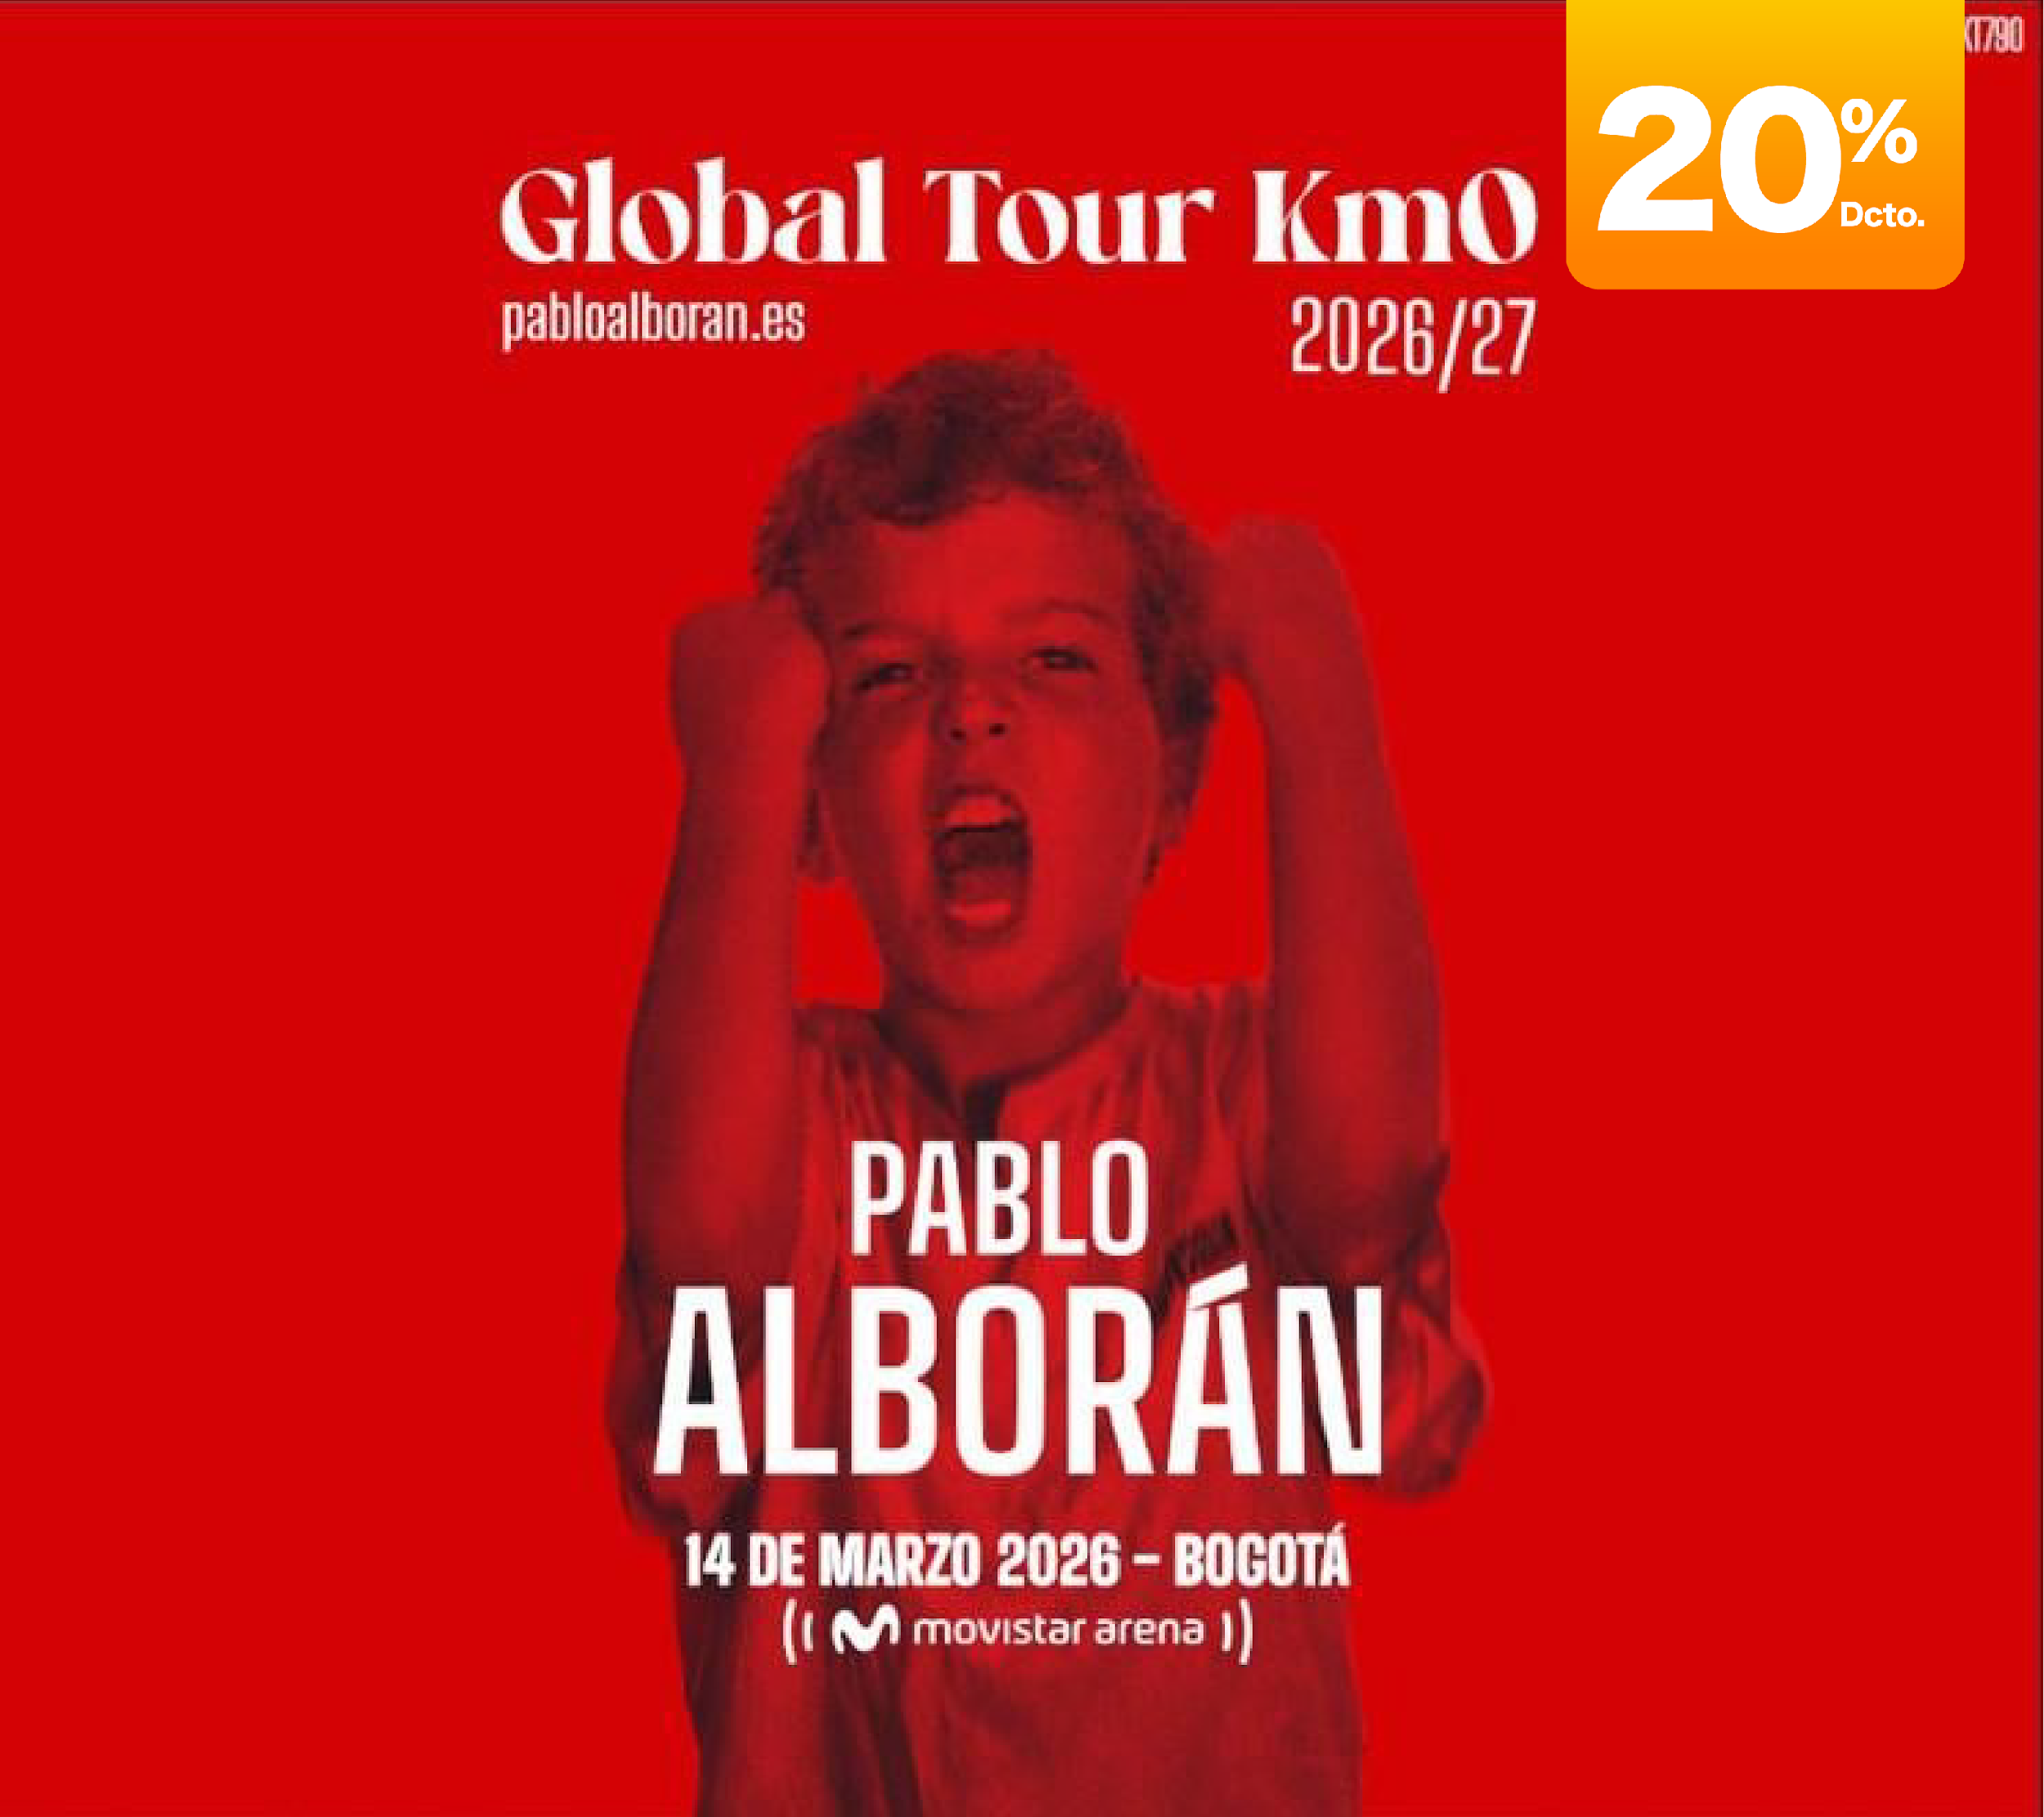 20%
Dcto.
Global Tour Km0
pabloalboran.es
2026/27
PABLO
ALBORÁN
14 DE MARZO 2026 – BOGOTÁ
movistar arena